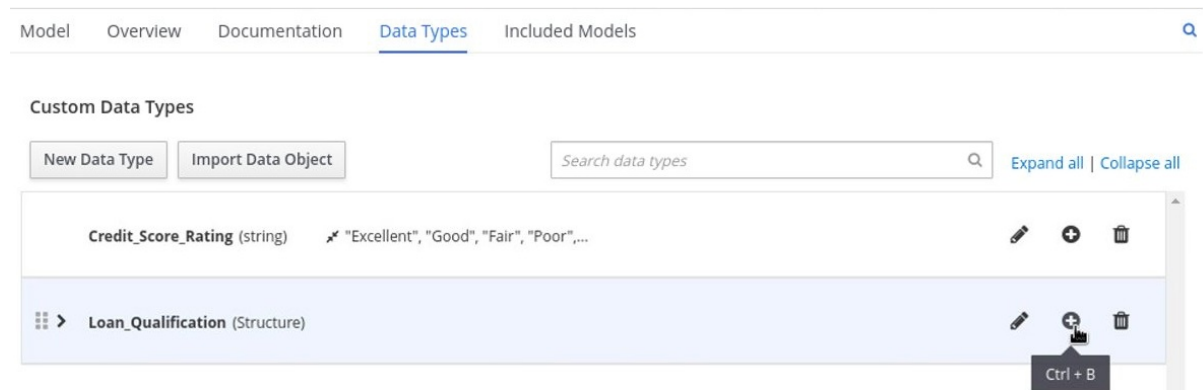 Model Overview Documentation Data Types Included Models
Custom Data Types
New Data Type Import Data Object Search data types Expand all | Collapse all
Credit_Score_Rating (string) "Excellent", "Good", "Fair", "Poor",...
Loan_Qualification (Structure)
Ctrl + B